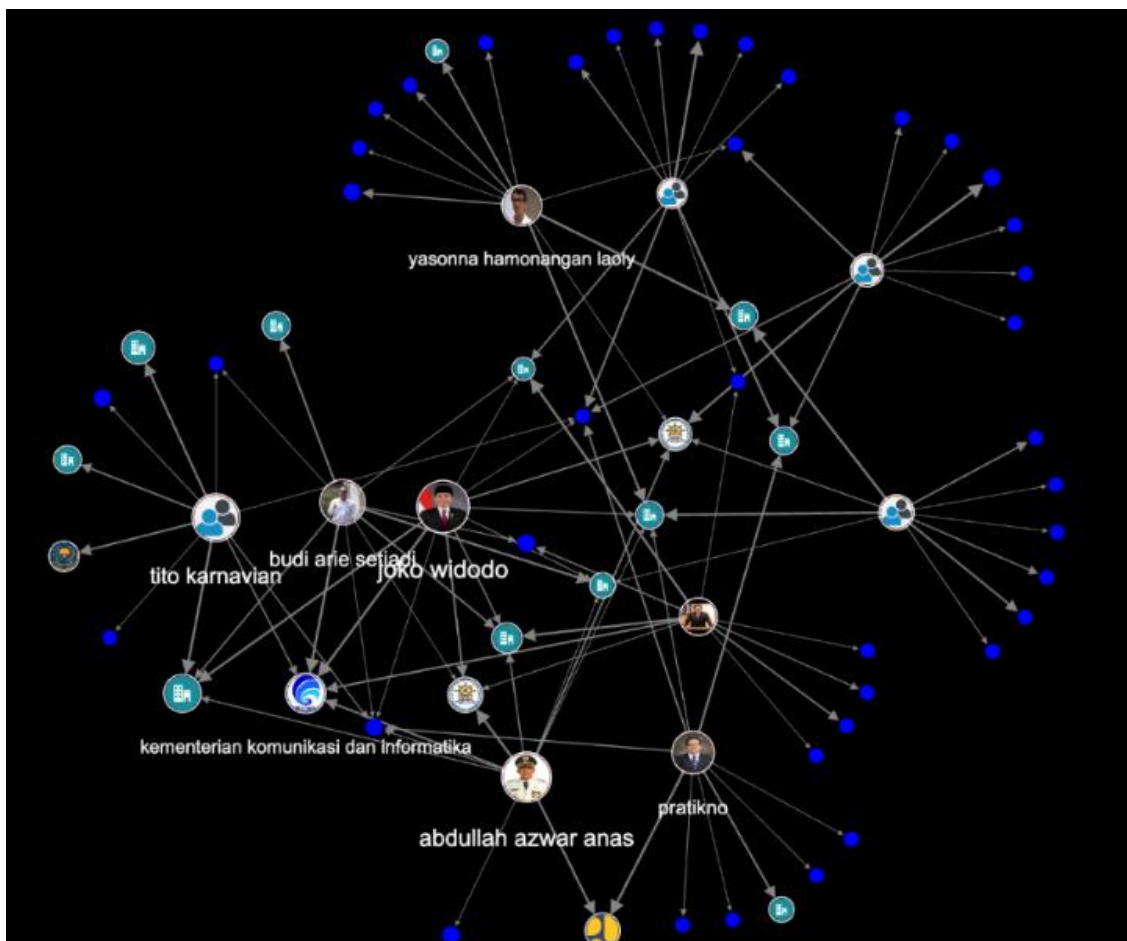 yasonna hamonangan laoly
budi arie setiadi
joko widodo
tito karnavian
kementerian komunikasi dan informatika
pratikno
abdullah azwar anas